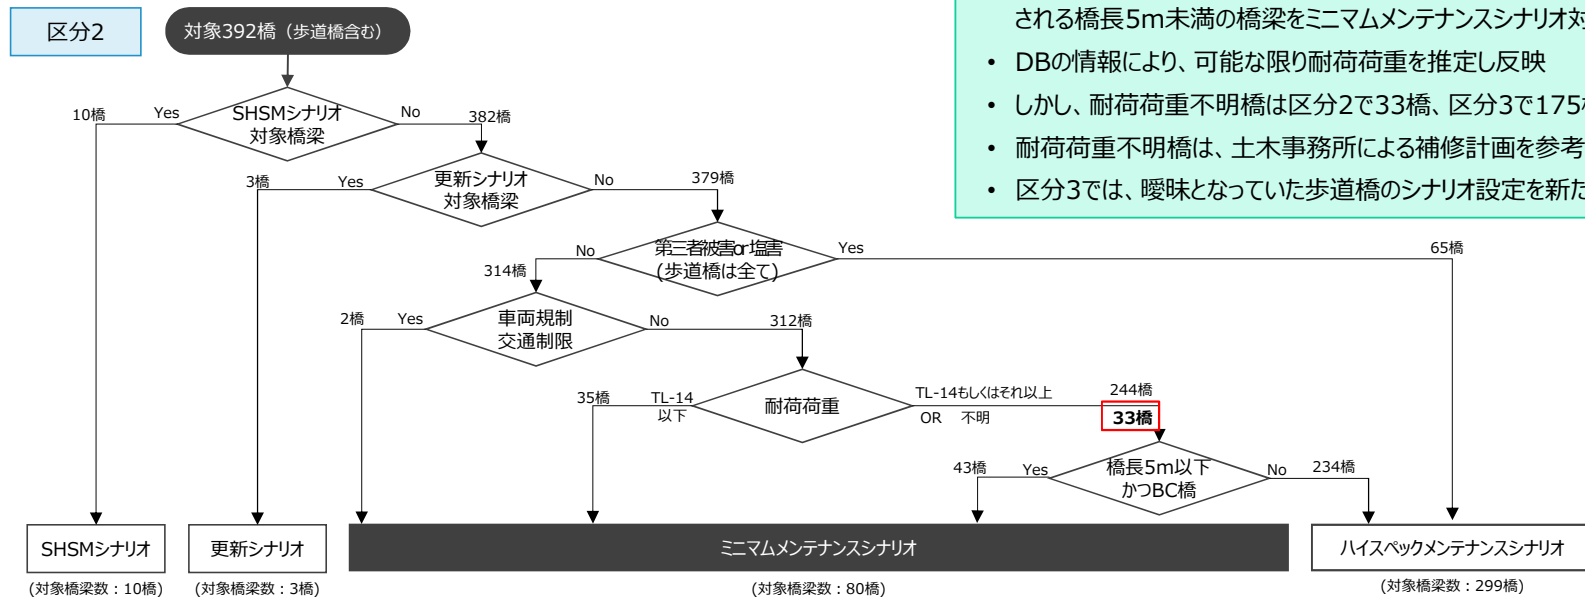 区分2
対象392橋（歩道橋含む）
される橋長5m未満の橋梁をミニマムメンテナンスシナリオ対
• DBの情報により、可能な限り耐荷荷重を推定し反映
• しかし、耐荷荷重不明橋は区分2で33橋、区分3で175
• 耐荷荷重不明橋は、土木事務所による補修計画を参考
• 区分3では、曖昧となっていた歩道橋のシナリオ設定を新た
10橋 Yes
SHSMシナリオ
対象橋梁
No 382橋
3橋 Yes
更新シナリオ
対象橋梁
No 379橋
No
第三者被害or塩害
(歩道橋は全て)
Yes 65橋
314橋
2橋 Yes
車両規制
交通制限
No 312橋
35橋 TL-14
以下
耐荷荷重
TL-14もしくはそれ以上 244橋
OR 不明 33橋
43橋 Yes
橋長5m以下
かつBC橋
No 234橋
SHSMシナリオ
更新シナリオ
ミニマムメンテナンスシナリオ
ハイスペックメンテナンスシナリオ
(対象橋梁数：10橋)
(対象橋梁数：3橋)
(対象橋梁数：80橋)
(対象橋梁数：299橋)